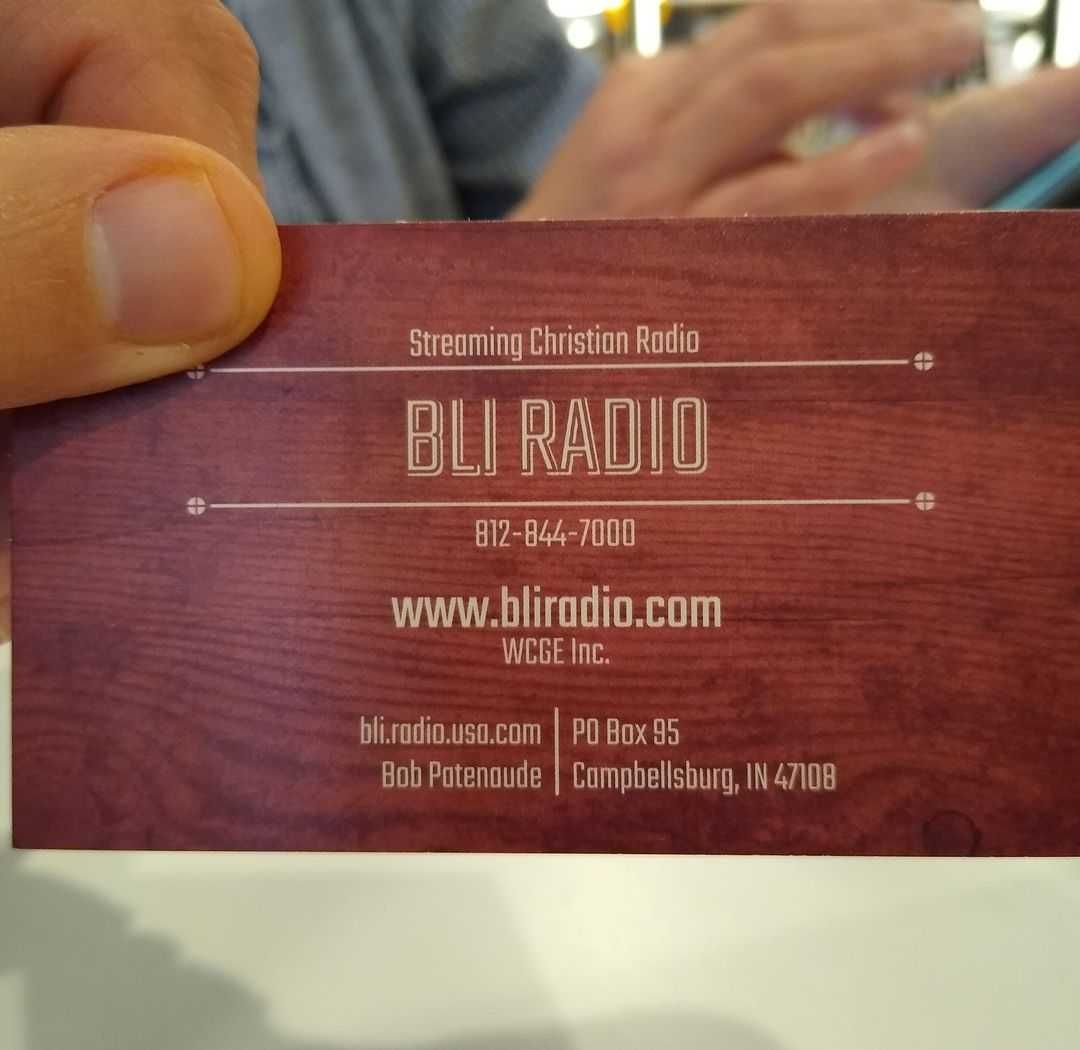 Streaming Christian Radio
BLI RADIO
812-844-7000
www.bliradio.com
WCGE Inc.
bli.radio.usa.com
Bob Patenaude
PO Box 95
Campbellsburg, IN 47108